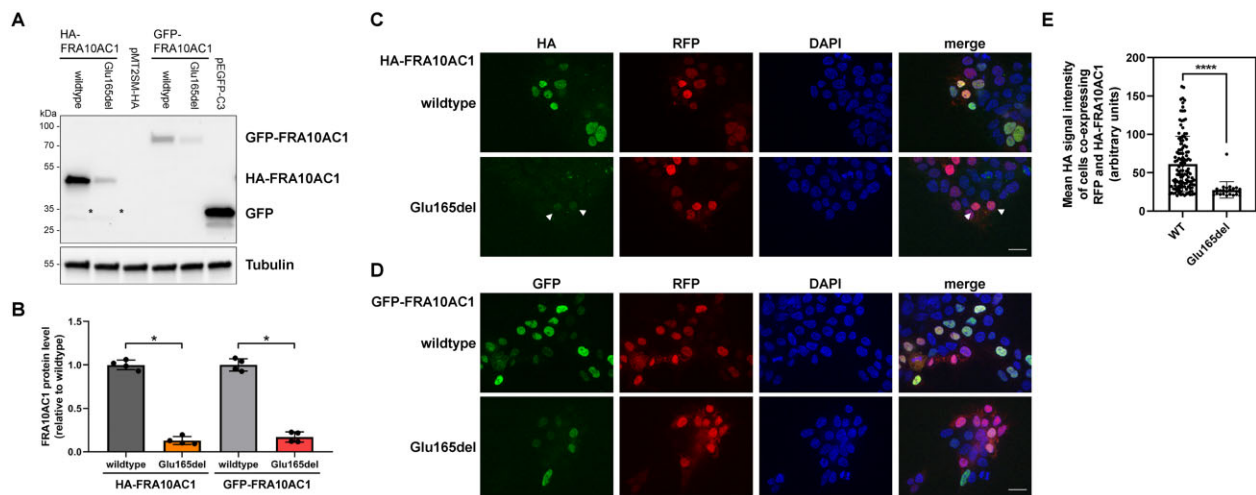 A
HA-
FRA10AC1
GFP-
FRA10AC1
wildtype
Glu165del
pMT2SM-HA
wildtype
Glu165del
pEGFP-C3
kDa
100
70
55
35
25
GFP-FRA10AC1
HA-FRA10AC1
GFP
* *
55
Tubulin
B
FRA10AC1 protein level
(relative to wildtype)
1.5
1.0
0.5
0.0
* *
wildtype Glu165del wildtype Glu165del
HA-FRA10AC1 GFP-FRA10AC1
C
HA RFP DAPI merge
HA-FRA10AC1
wildtype
Glu165del
D
GFP RFP DAPI merge
GFP-FRA10AC1
wildtype
Glu165del
E
Mean HA signal intensity
of cells co-expressing
RFP and HA-FRA10AC1
(arbitrary units)
200
150
100
50
0
****
WT
Glu165del